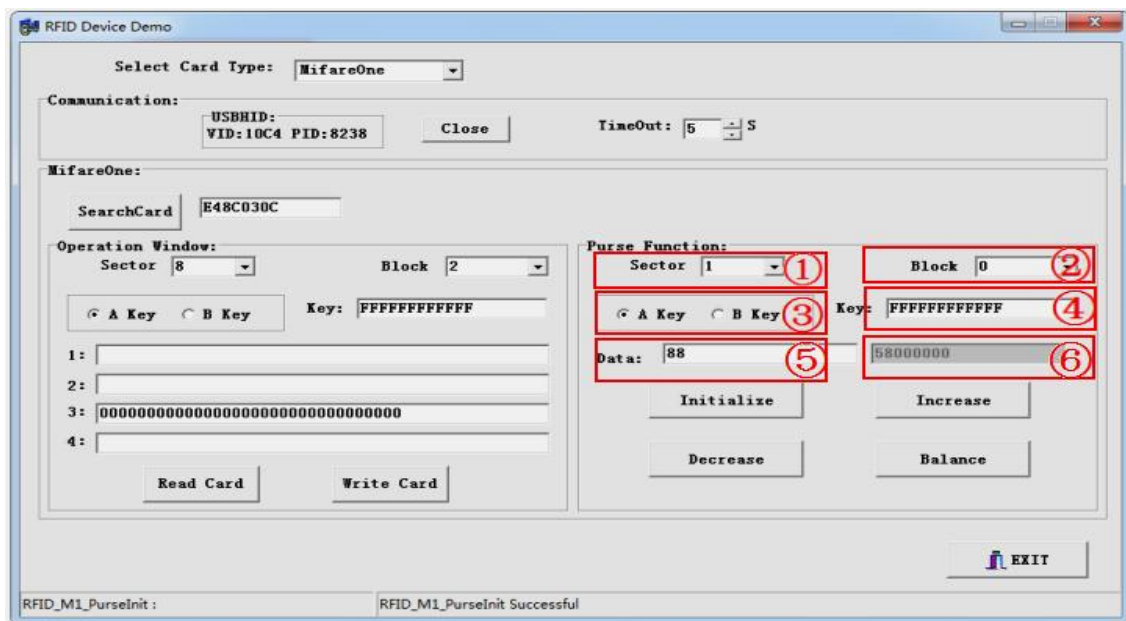 RFID Device Demo
Select Card Type: MifareOne
Communication:
USBHID:
VID:10C4 PID:8238
Close
TimeOut: 5 S
MifareOne:
SearchCard E48C030C
Operation Window:
Sector 8 Block 2
A Key B Key Key: FFFFFFFFFFFF
1:
2:
3: 00000000000000000000000000000000
4:
Read Card Write Card
Purse Function:
Sector 1 ① Block 0 ②
A Key B Key ③ Key: FFFFFFFFFFFF ④
Data: 88 ⑤ 58000000 ⑥
Initialize Increase
Decrease Balance
EXIT
RFID_M1_PurseInit : RFID_M1_PurseInit Successful